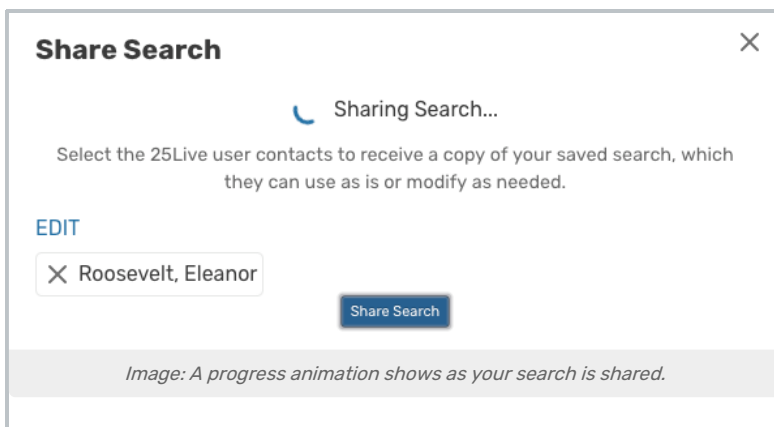 Share Search
Sharing Search...
Select the 25Live user contacts to receive a copy of your saved search, which
they can use as is or modify as needed.
EDIT
Roosevelt, Eleanor
Share Search
Image: A progress animation shows as your search is shared.